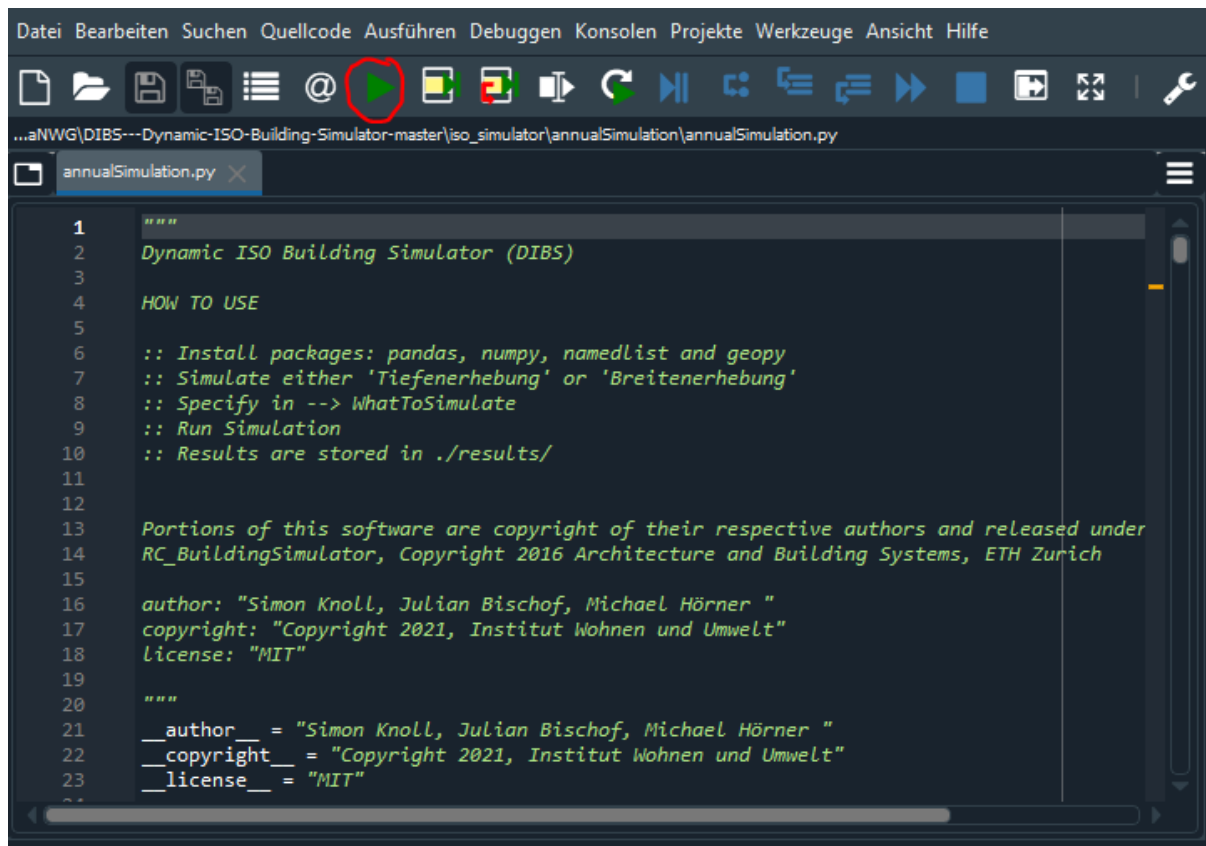 Datei Bearbeiten Suchen Quellcode Ausführen Debuggen Konsolen Projekte Werkzeuge Ansicht Hilfe
@
...aNWG\DIBS---Dynamic-ISO-Building-Simulator-master\iso_simulator\annualSimulation\annualSimulation.py
annualSimulation.py
1 """
2 Dynamic ISO Building Simulator (DIBS)
3
4 HOW TO USE
5
6 :: Install packages: pandas, numpy, namedlist and geopy
7 :: Simulate either 'Tiefenerhebung' or 'Breitenerhebung'
8 :: Specify in --> WhatToSimulate
9 :: Run Simulation
10 :: Results are stored in ./results/
11
12
13 Portions of this software are copyright of their respective authors and released under
14 RC_BuildingSimulator, Copyright 2016 Architecture and Building Systems, ETH Zurich
15
16 author: "Simon Knoll, Julian Bischof, Michael Hörner "
17 copyright: "Copyright 2021, Institut Wohnen und Umwelt"
18 license: "MIT"
19
20 """
21 __author__ = "Simon Knoll, Julian Bischof, Michael Hörner "
22 __copyright__ = "Copyright 2021, Institut Wohnen und Umwelt"
23 __license__ = "MIT"